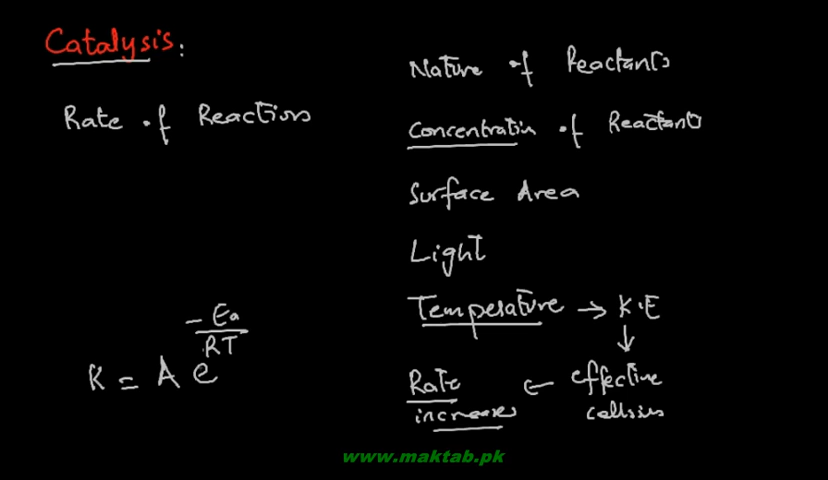 Catalysis:
Rate of Reactions
Nature of Reactants
Concentratin of Reactants
Surface Area
Light
Temperature → K.E
↓
Rate ← effective
increases collisions
K = A e^(-Ea/RT)
www.maktab.pk